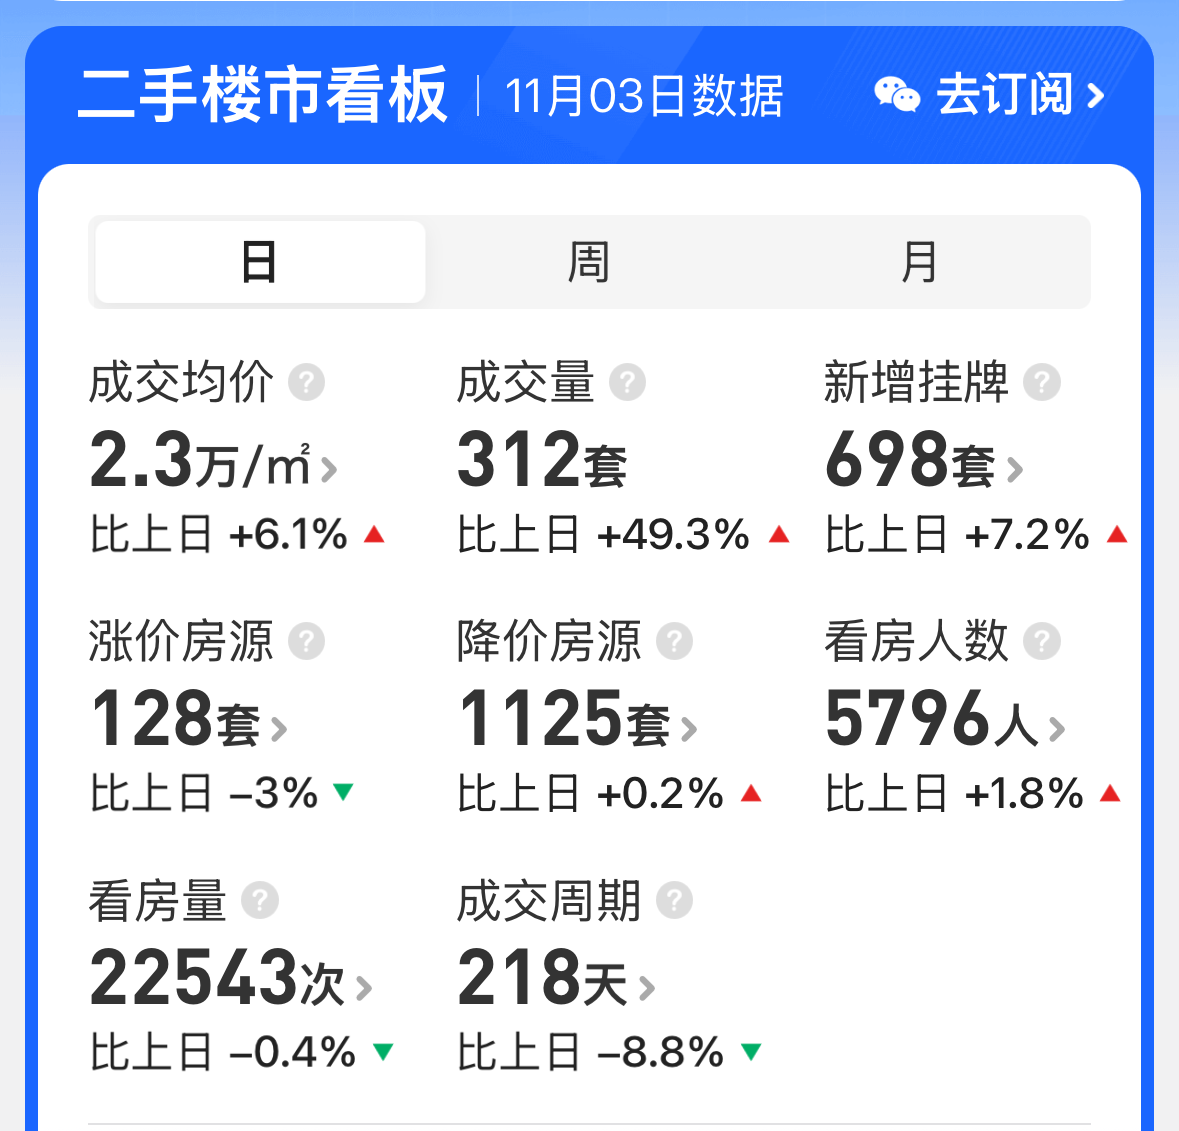 二手楼市看板 11月03日数据 去订阅
日 周 月
成交均价 ? 成交量 ? 新增挂牌 ?
2.3万/㎡ 312套 698套
比上日 +6.1% 比上日 +49.3% 比上日 +7.2%
涨价房源 ? 降价房源 ? 看房人数 ?
128套 1125套 5796人
比上日 –3% 比上日 +0.2% 比上日 +1.8%
看房量 ? 成交周期 ?
22543次 218天
比上日 –0.4% 比上日 –8.8%